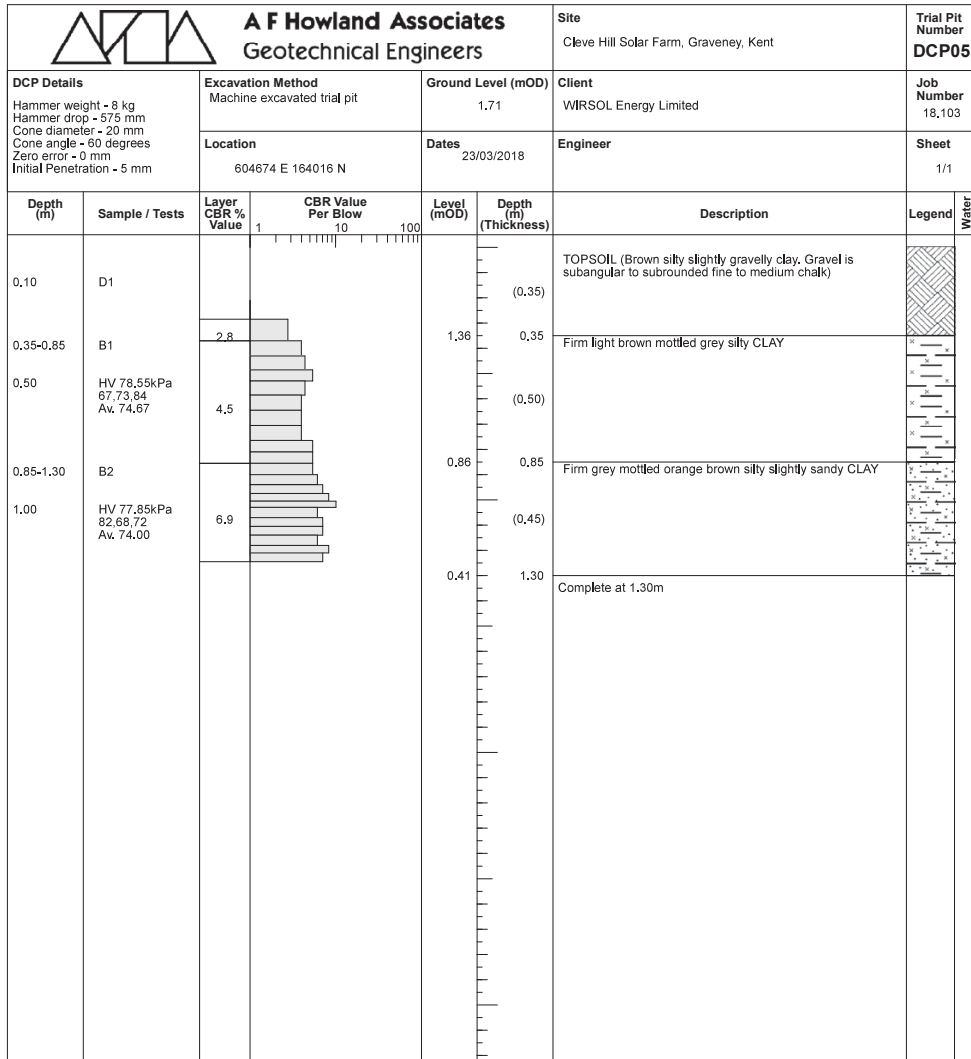 A F Howland Associates
Geotechnical Engineers
Site
Cleve Hill Solar Farm, Graveney, Kent
Trial Pit
Number
DCP05
DCP Details
Hammer weight - 8 kg
Hammer drop - 575 mm
Cone diameter - 20 mm
Cone angle - 60 degrees
Zero error - 0 mm
Initial Penetration - 5 mm
Excavation Method
Machine excavated trial pit
Ground Level (mOD)
1.71
Client
WIRSOL Energy Limited
Job
Number
18.103
Location
604674 E 164016 N
Dates
23/03/2018
Engineer
Sheet
1/1
Depth
(m)
Sample / Tests
Layer
CBR %
Value
CBR Value
Per Blow
1 10 100
Level
(mOD)
Depth
(m)
(Thickness)
Description
Legend
Water
TOPSOIL (Brown silty slightly gravelly clay. Gravel is
subangular to subrounded fine to medium chalk)
0.10 D1
(0.35)
2.8
1.36 0.35
0.35-0.85 B1
Firm light brown mottled grey silty CLAY
0.50 HV 78.55kPa
67,73,84
Av. 74.67
4.5
(0.50)
0.86 0.85
0.85-1.30 B2
Firm grey mottled orange brown silty slightly sandy CLAY
1.00 HV 77.85kPa
82,68,72
Av. 74.00
6.9
(0.45)
0.41 1.30
Complete at 1.30m